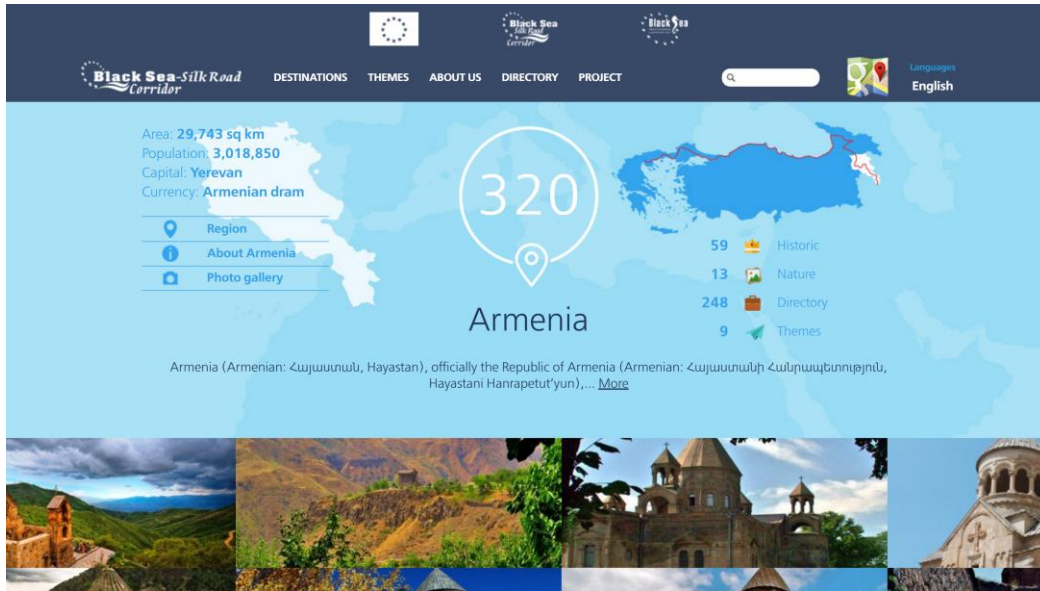 Black Sea
Silk Road
Corridor
Black Sea
Black Sea-Silk Road
Corridor
DESTINATIONS THEMES ABOUT US DIRECTORY PROJECT
Languages
English
Area: 29,743 sq km
Population: 3,018,850
Capital: Yerevan
Currency: Armenian dram
Region
About Armenia
Photo gallery
320
Armenia
59 Historic
13 Nature
248 Directory
9 Themes
Armenia (Armenian: Հայաստան, Hayastan), officially the Republic of Armenia (Armenian: Հայաստանի Հանրապետություն,
Hayastani Hanrapetut'yun),... More